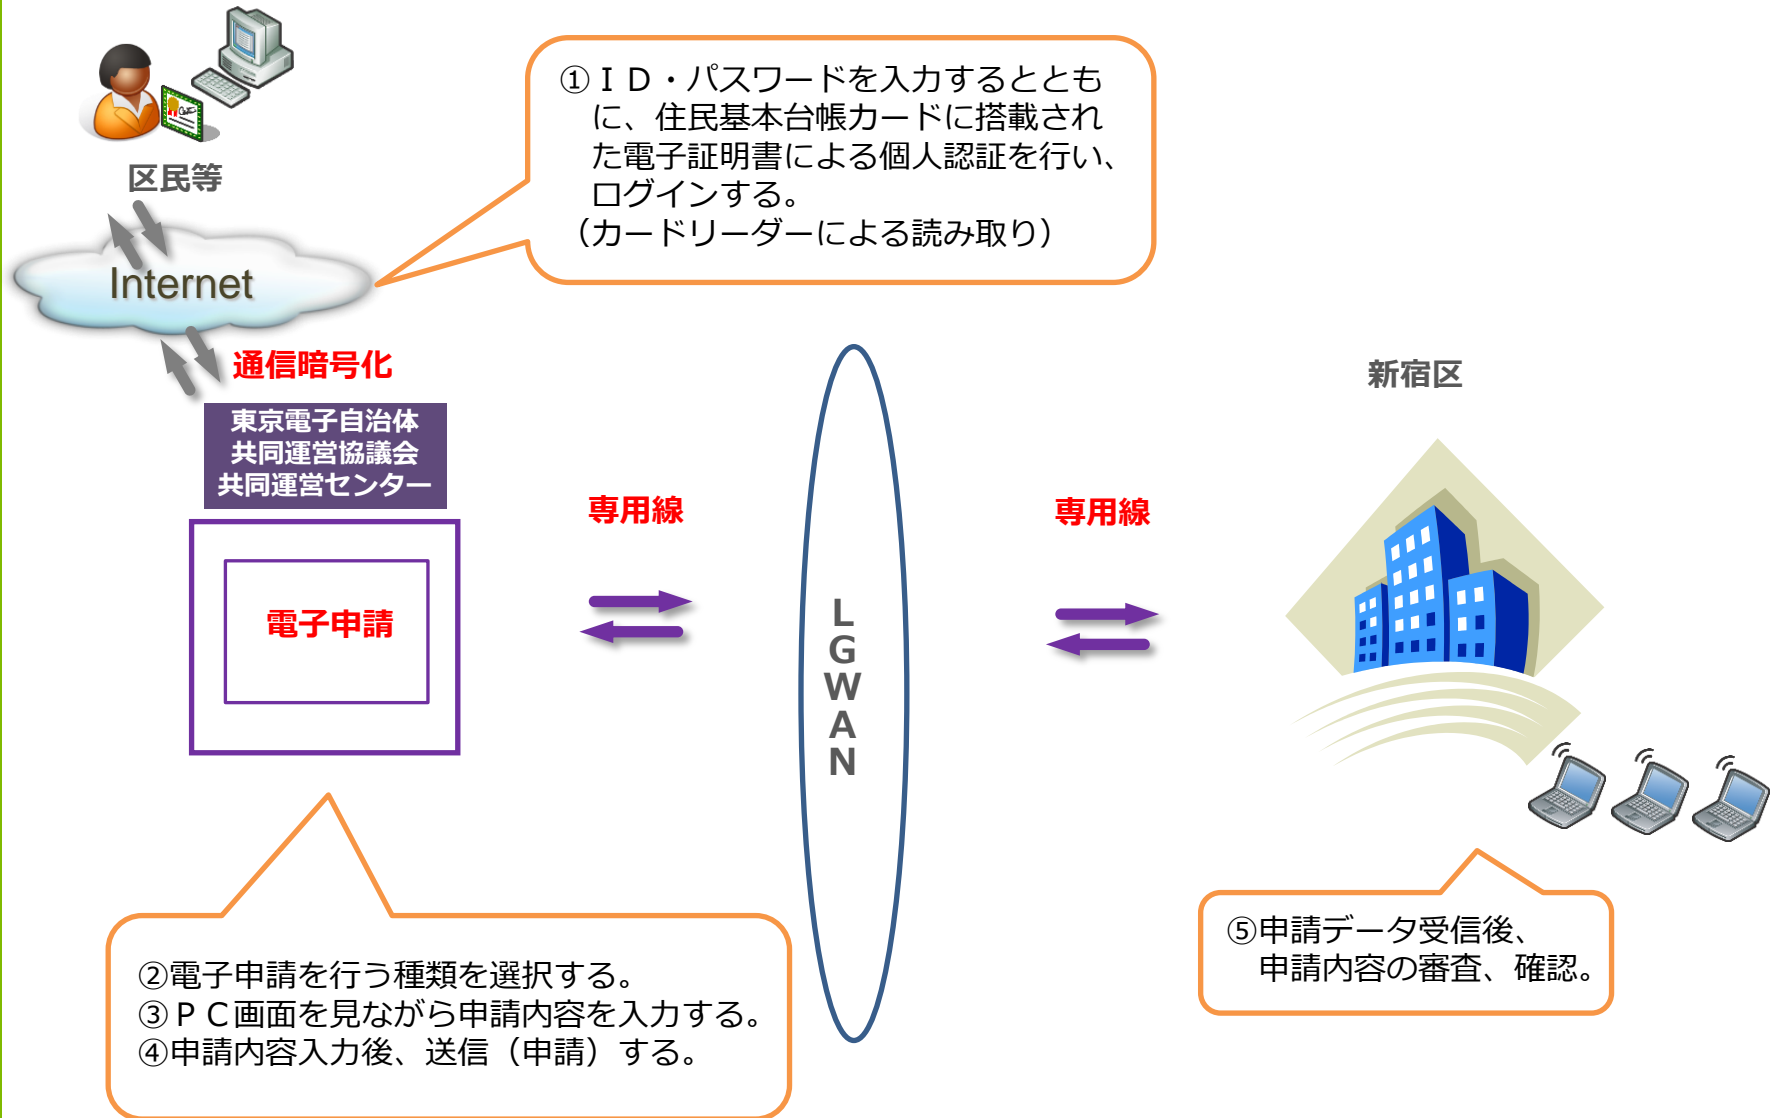 区民等
①ＩＤ・パスワードを入力するととも
に、住民基本台帳カードに搭載され
た電子証明書による個人認証を行い、
ログインする。
（カードリーダーによる読み取り）
Internet
通信暗号化
東京電子自治体
共同運営協議会
共同運営センター
電子申請
専用線
LGWAN
専用線
新宿区
②電子申請を行う種類を選択する。
③ＰＣ画面を見ながら申請内容を入力する。
④申請内容入力後、送信（申請）する。
⑤申請データ受信後、
申請内容の審査、確認。